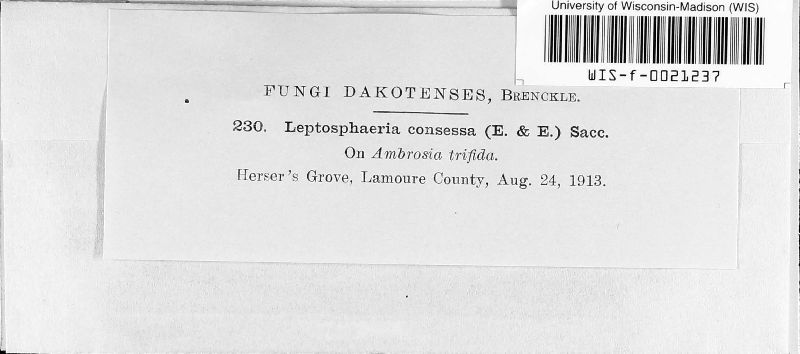 University of Wisconsin-Madison (WIS)
WIS-f-0021237
FUNGI DAKOTENSES, BRENCKLE.
230. Leptosphaeria consessa (E. & E.) Sacc.
On Ambrosia trifida.
Herser's Grove, Lamoure County, Aug. 24, 1913.